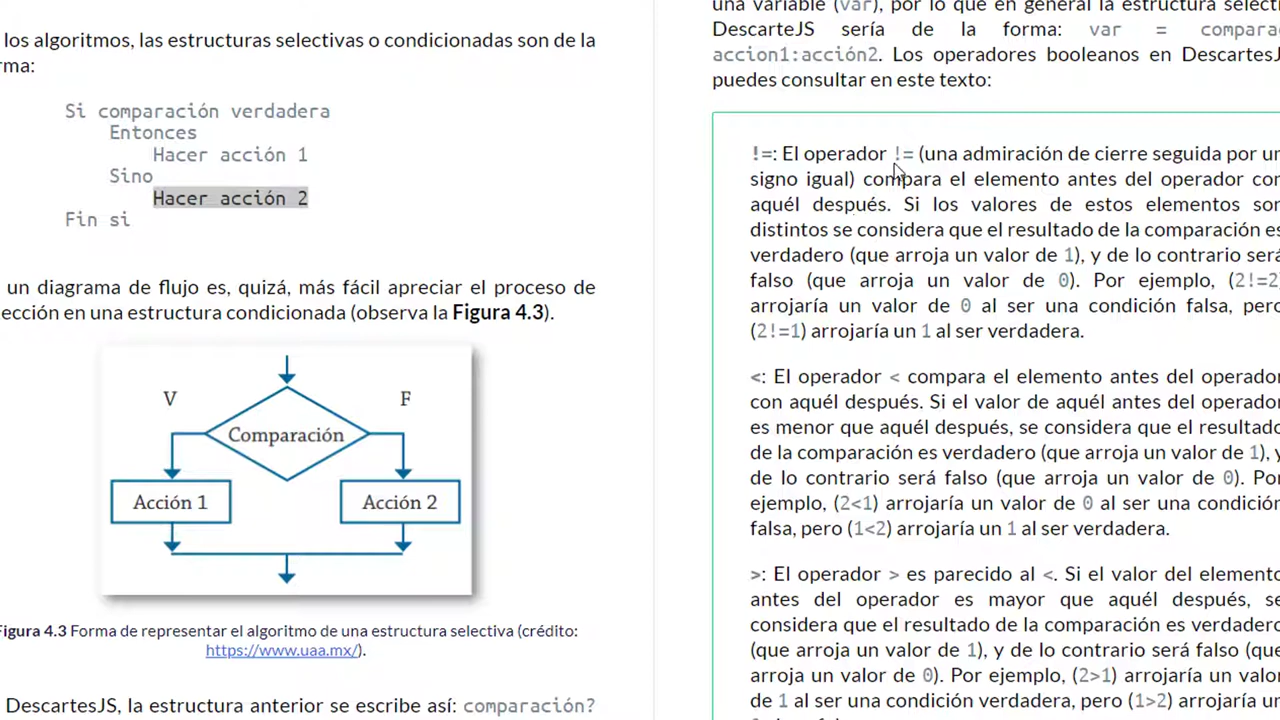 los algoritmos, las estructuras selectivas o condicionadas son de la
rma:
Si comparación verdadera
Entonces
Hacer acción 1
Sino
Hacer acción 2
Fin si
un diagrama de flujo es, quizá, más fácil apreciar el proceso de
ección en una estructura condicionada (observa la Figura 4.3).
V
F
Comparación
Acción 1
Acción 2
igura 4.3 Forma de representar el algoritmo de una estructura selectiva (crédito:
https://www.uaa.mx/).
DescartesJS, la estructura anterior se escribe así: comparación?
una variable (var), por lo que en general la estructura selecti
DescarteJS sería de la forma: var = compara
accion1:acción2. Los operadores booleanos en DescartesJ
puedes consultar en este texto:
!=: El operador != (una admiración de cierre seguida por un
signo igual) compara el elemento antes del operador con
aquél después. Si los valores de estos elementos son
distintos se considera que el resultado de la comparación es
verdadero (que arroja un valor de 1), y de lo contrario será
falso (que arroja un valor de 0). Por ejemplo, (2!=2)
arrojaría un valor de 0 al ser una condición falsa, pero
(2!=1) arrojaría un 1 al ser verdadera.
<: El operador < compara el elemento antes del operador
con aquél después. Si el valor de aquél antes del operador
es menor que aquél después, se considera que el resultado
de la comparación es verdadero (que arroja un valor de 1), y
de lo contrario será falso (que arroja un valor de 0). Por
ejemplo, (2<1) arrojaría un valor de 0 al ser una condición
falsa, pero (1<2) arrojaría un 1 al ser verdadera.
>: El operador > es parecido al <. Si el valor del elemento
antes del operador es mayor que aquél después, se
considera que el resultado de la comparación es verdadero
(que arroja un valor de 1), y de lo contrario será falso (que
arroja un valor de 0). Por ejemplo, (2>1) arrojaría un valor
de 1 al ser una condición verdadera, pero (1>2) arrojaría un